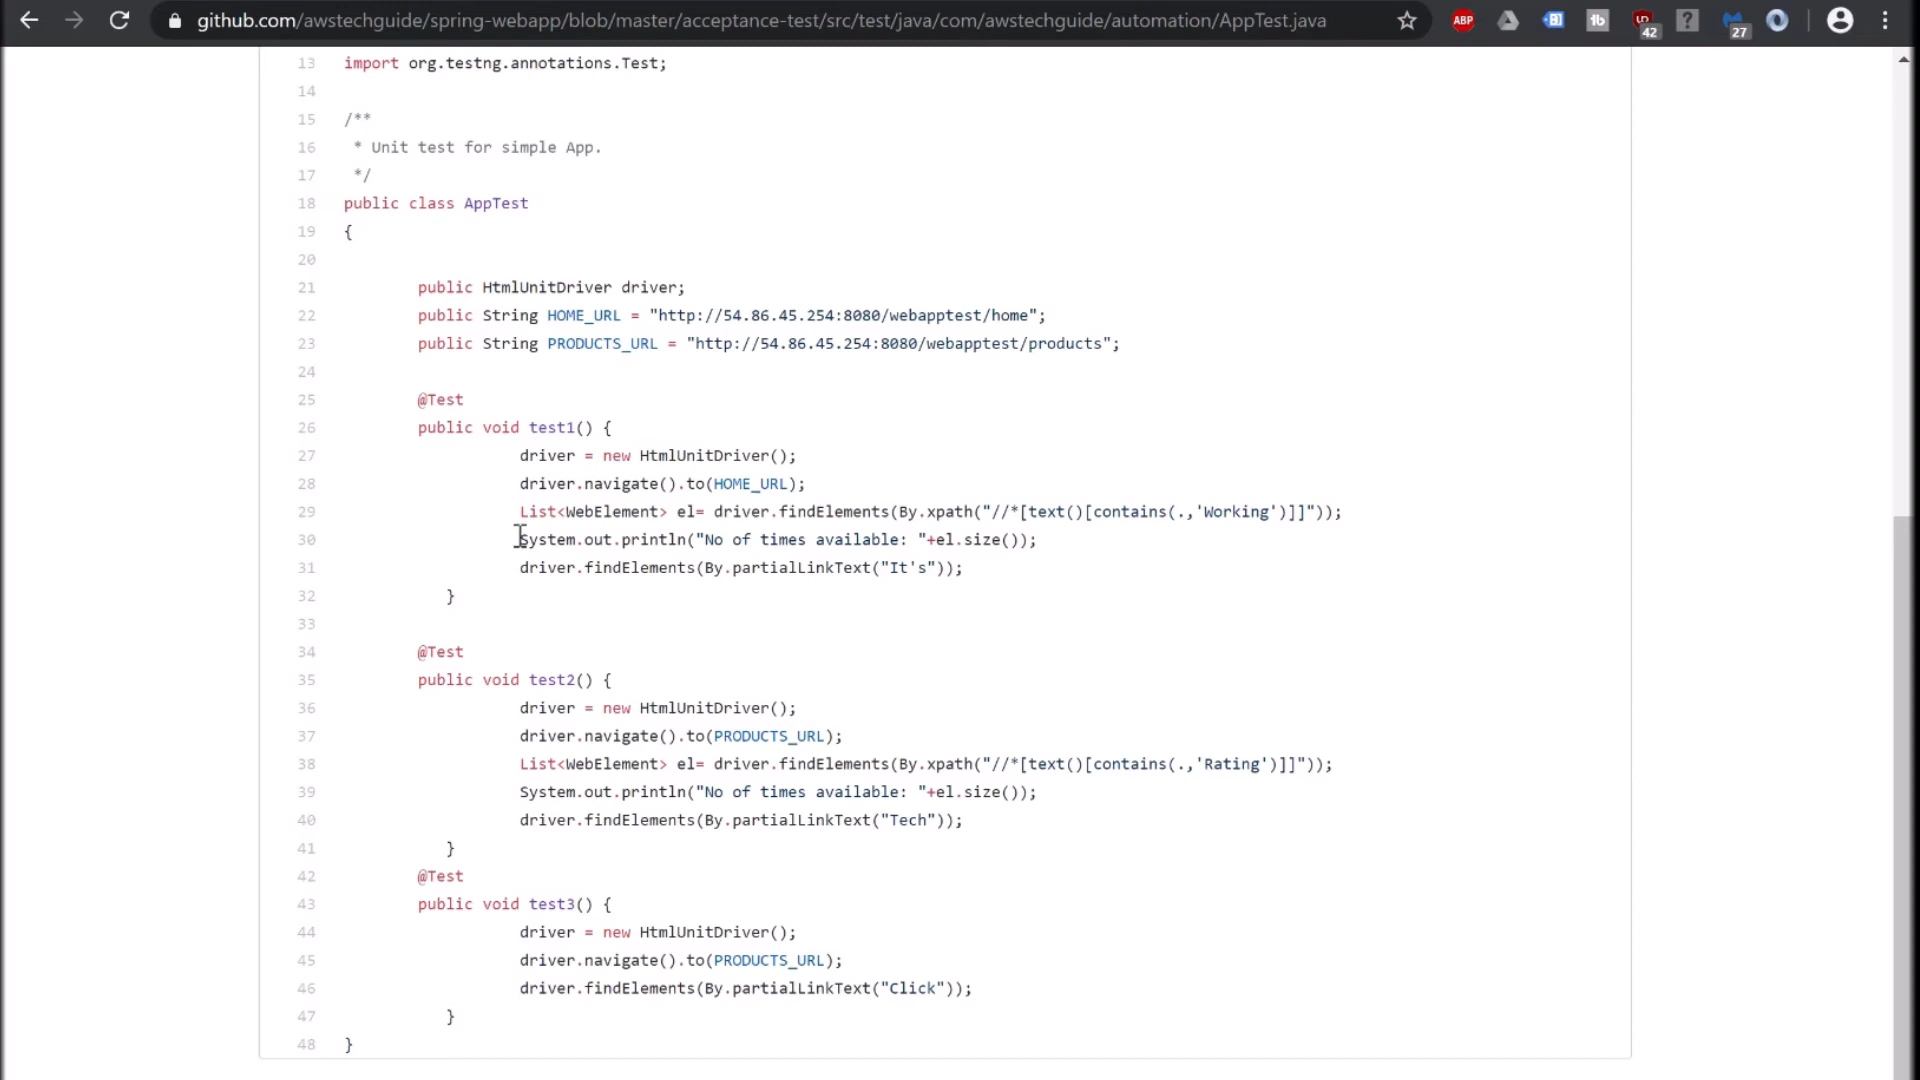 github.com/awstechguide/spring-webapp/blob/master/acceptance-test/src/test/java/com/awstechguide/automation/AppTest.java
ABP
42
27
13 import org.testng.annotations.Test;
14
15 /**
16 * Unit test for simple App.
17 */
18 public class AppTest
19 {
20
21 public HtmlUnitDriver driver;
22 public String HOME_URL = "http://54.86.45.254:8080/webapptest/home";
23 public String PRODUCTS_URL = "http://54.86.45.254:8080/webapptest/products";
24
25 @Test
26 public void test1() {
27 driver = new HtmlUnitDriver();
28 driver.navigate().to(HOME_URL);
29 List<WebElement> el= driver.findElements(By.xpath("//*[text()[contains(.,'Working')]]"));
30 System.out.println("No of times available: "+el.size());
31 driver.findElements(By.partialLinkText("It's"));
32 }
33
34 @Test
35 public void test2() {
36 driver = new HtmlUnitDriver();
37 driver.navigate().to(PRODUCTS_URL);
38 List<WebElement> el= driver.findElements(By.xpath("//*[text()[contains(.,'Rating')]]"));
39 System.out.println("No of times available: "+el.size());
40 driver.findElements(By.partialLinkText("Tech"));
41 }
42 @Test
43 public void test3() {
44 driver = new HtmlUnitDriver();
45 driver.navigate().to(PRODUCTS_URL);
46 driver.findElements(By.partialLinkText("Click"));
47 }
48 }